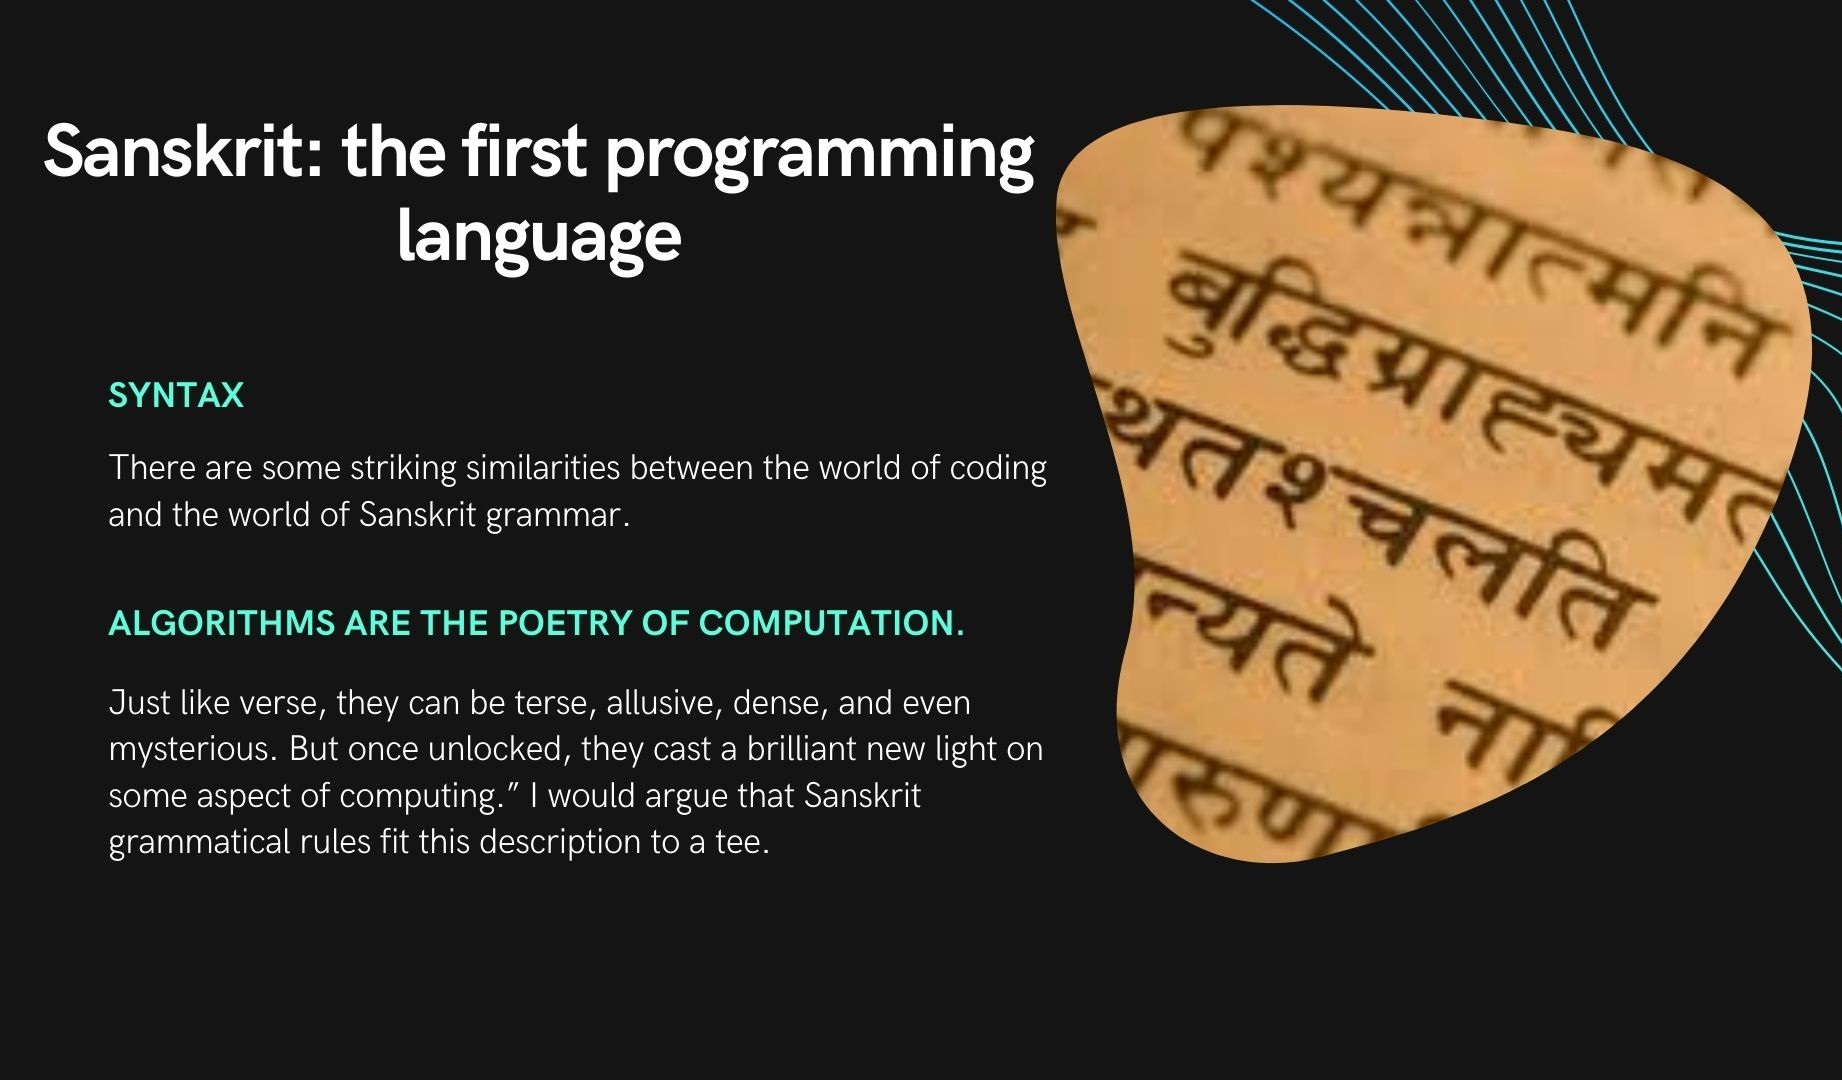 Sanskrit: the first programming
language
SYNTAX
There are some striking similarities between the world of coding
and the world of Sanskrit grammar.
ALGORITHMS ARE THE POETRY OF COMPUTATION.
Just like verse, they can be terse, allusive, dense, and even
mysterious. But once unlocked, they cast a brilliant new light on
some aspect of computing.” I would argue that Sanskrit
grammatical rules fit this description to a tee.
पश्यन्नात्मनि
बुद्धिग्राह्यमत
थतश्चलति
न्यते